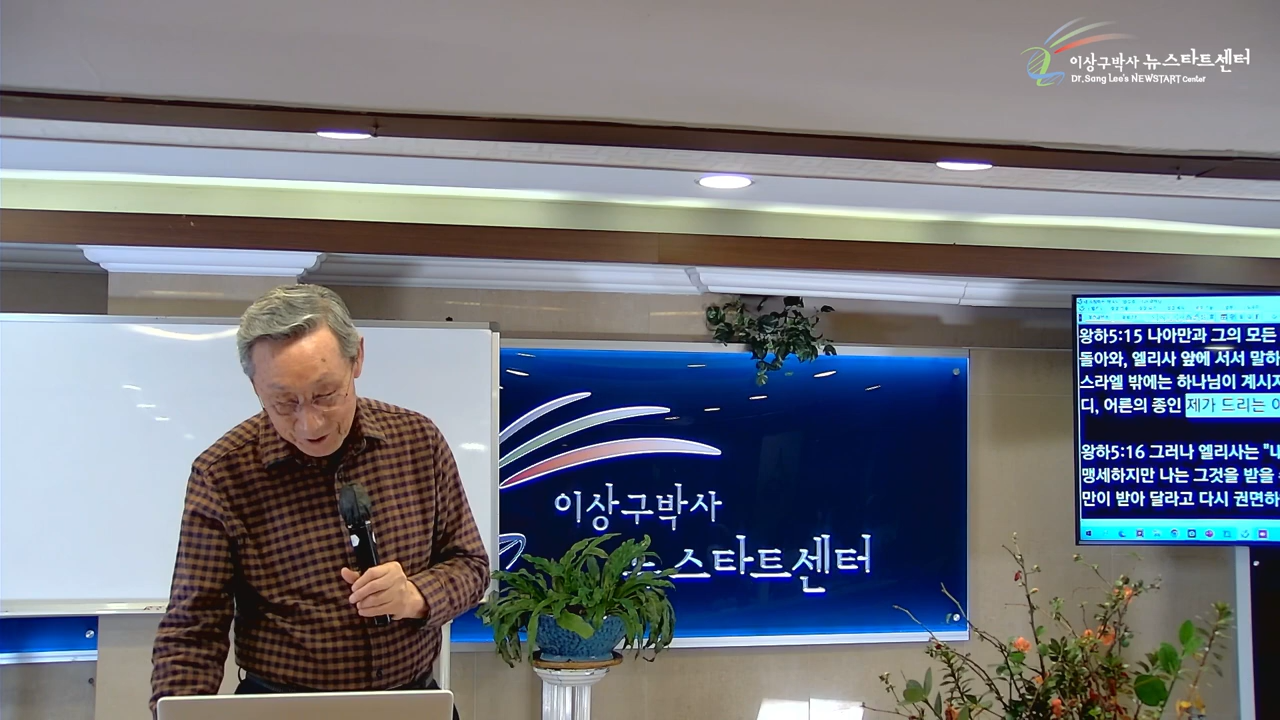 이상구박사 뉴스타트센터
Dr. Sang Lee's NEWSTART Center
이상구박사
뉴스타트센터
왕하5:15 나아만과 그의 모든
돌아와, 엘리사 앞에 서서 말하
스라엘 밖에는 하나님이 계시지
디, 어른의 종인 제가 드리는 이
왕하5:16 그러나 엘리사는 "내
맹세하지만 나는 그것을 받을 수
만이 받아 달라고 다시 권면하